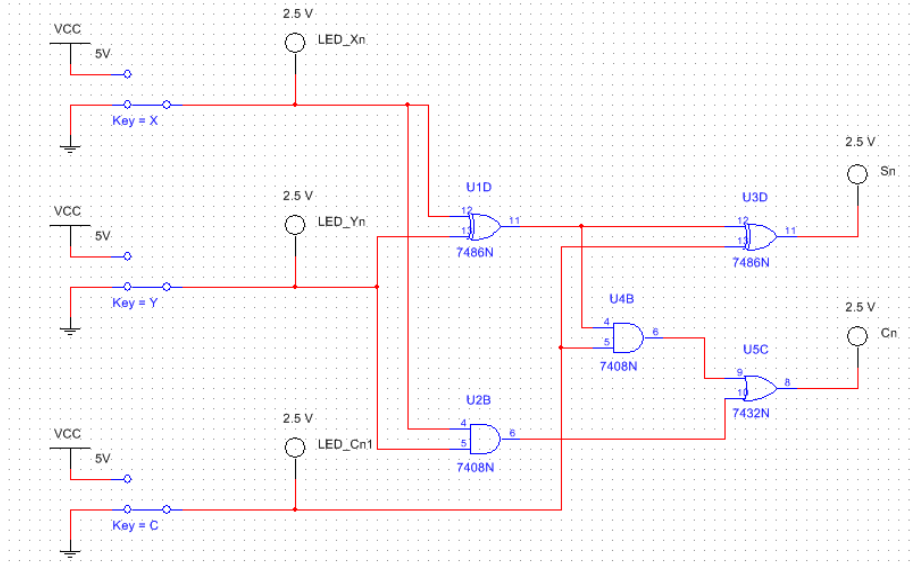 2.5 V
VCC
LED_Xn
5V
Key = X
2.5 V
Sn
2.5 V
U1D
U3D
VCC
LED_Yn
12
11
13
12
11
13
5V
7486N
7486N
Key = Y
U4B
2.5 V
4
6
5
Cn
U5C
7408N
9
8
10
U2B
7432N
2.5 V
4
6
5
VCC
LED_Cn1
5V
7408N
Key = C